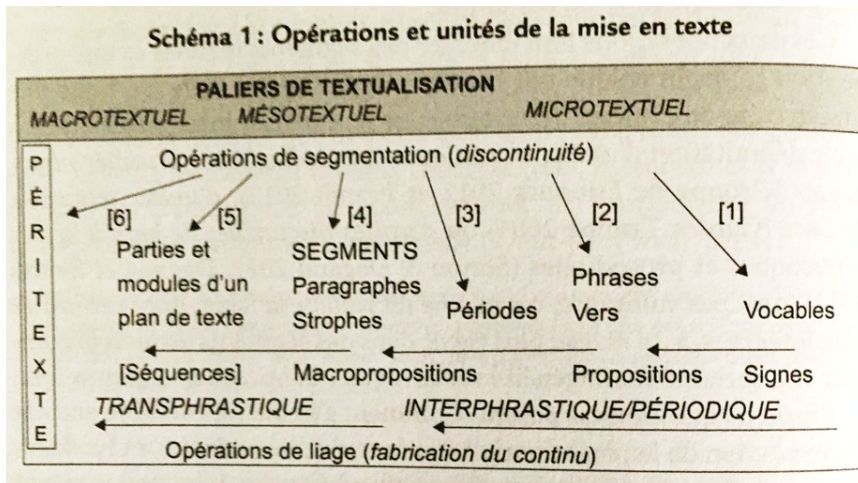 Schéma 1 : Opérations et unités de la mise en texte
PALIERS DE TEXTUALISATION
MACROTEXTUEL MÉSOTEXTUEL MICROTEXTUEL
PÉRITEXTE
Opérations de segmentation (discontinuité)
[6] [5] [4] [3] [2] [1]
Parties et SEGMENTS
modules d'un Paragraphes Phrases
plan de texte Strophes Périodes Vers Vocables
[Séquences] Macropropositions Propositions Signes
TRANSPHRASTIQUE INTERPHRASTIQUE/PÉRIODIQUE
Opérations de liage (fabrication du continu)